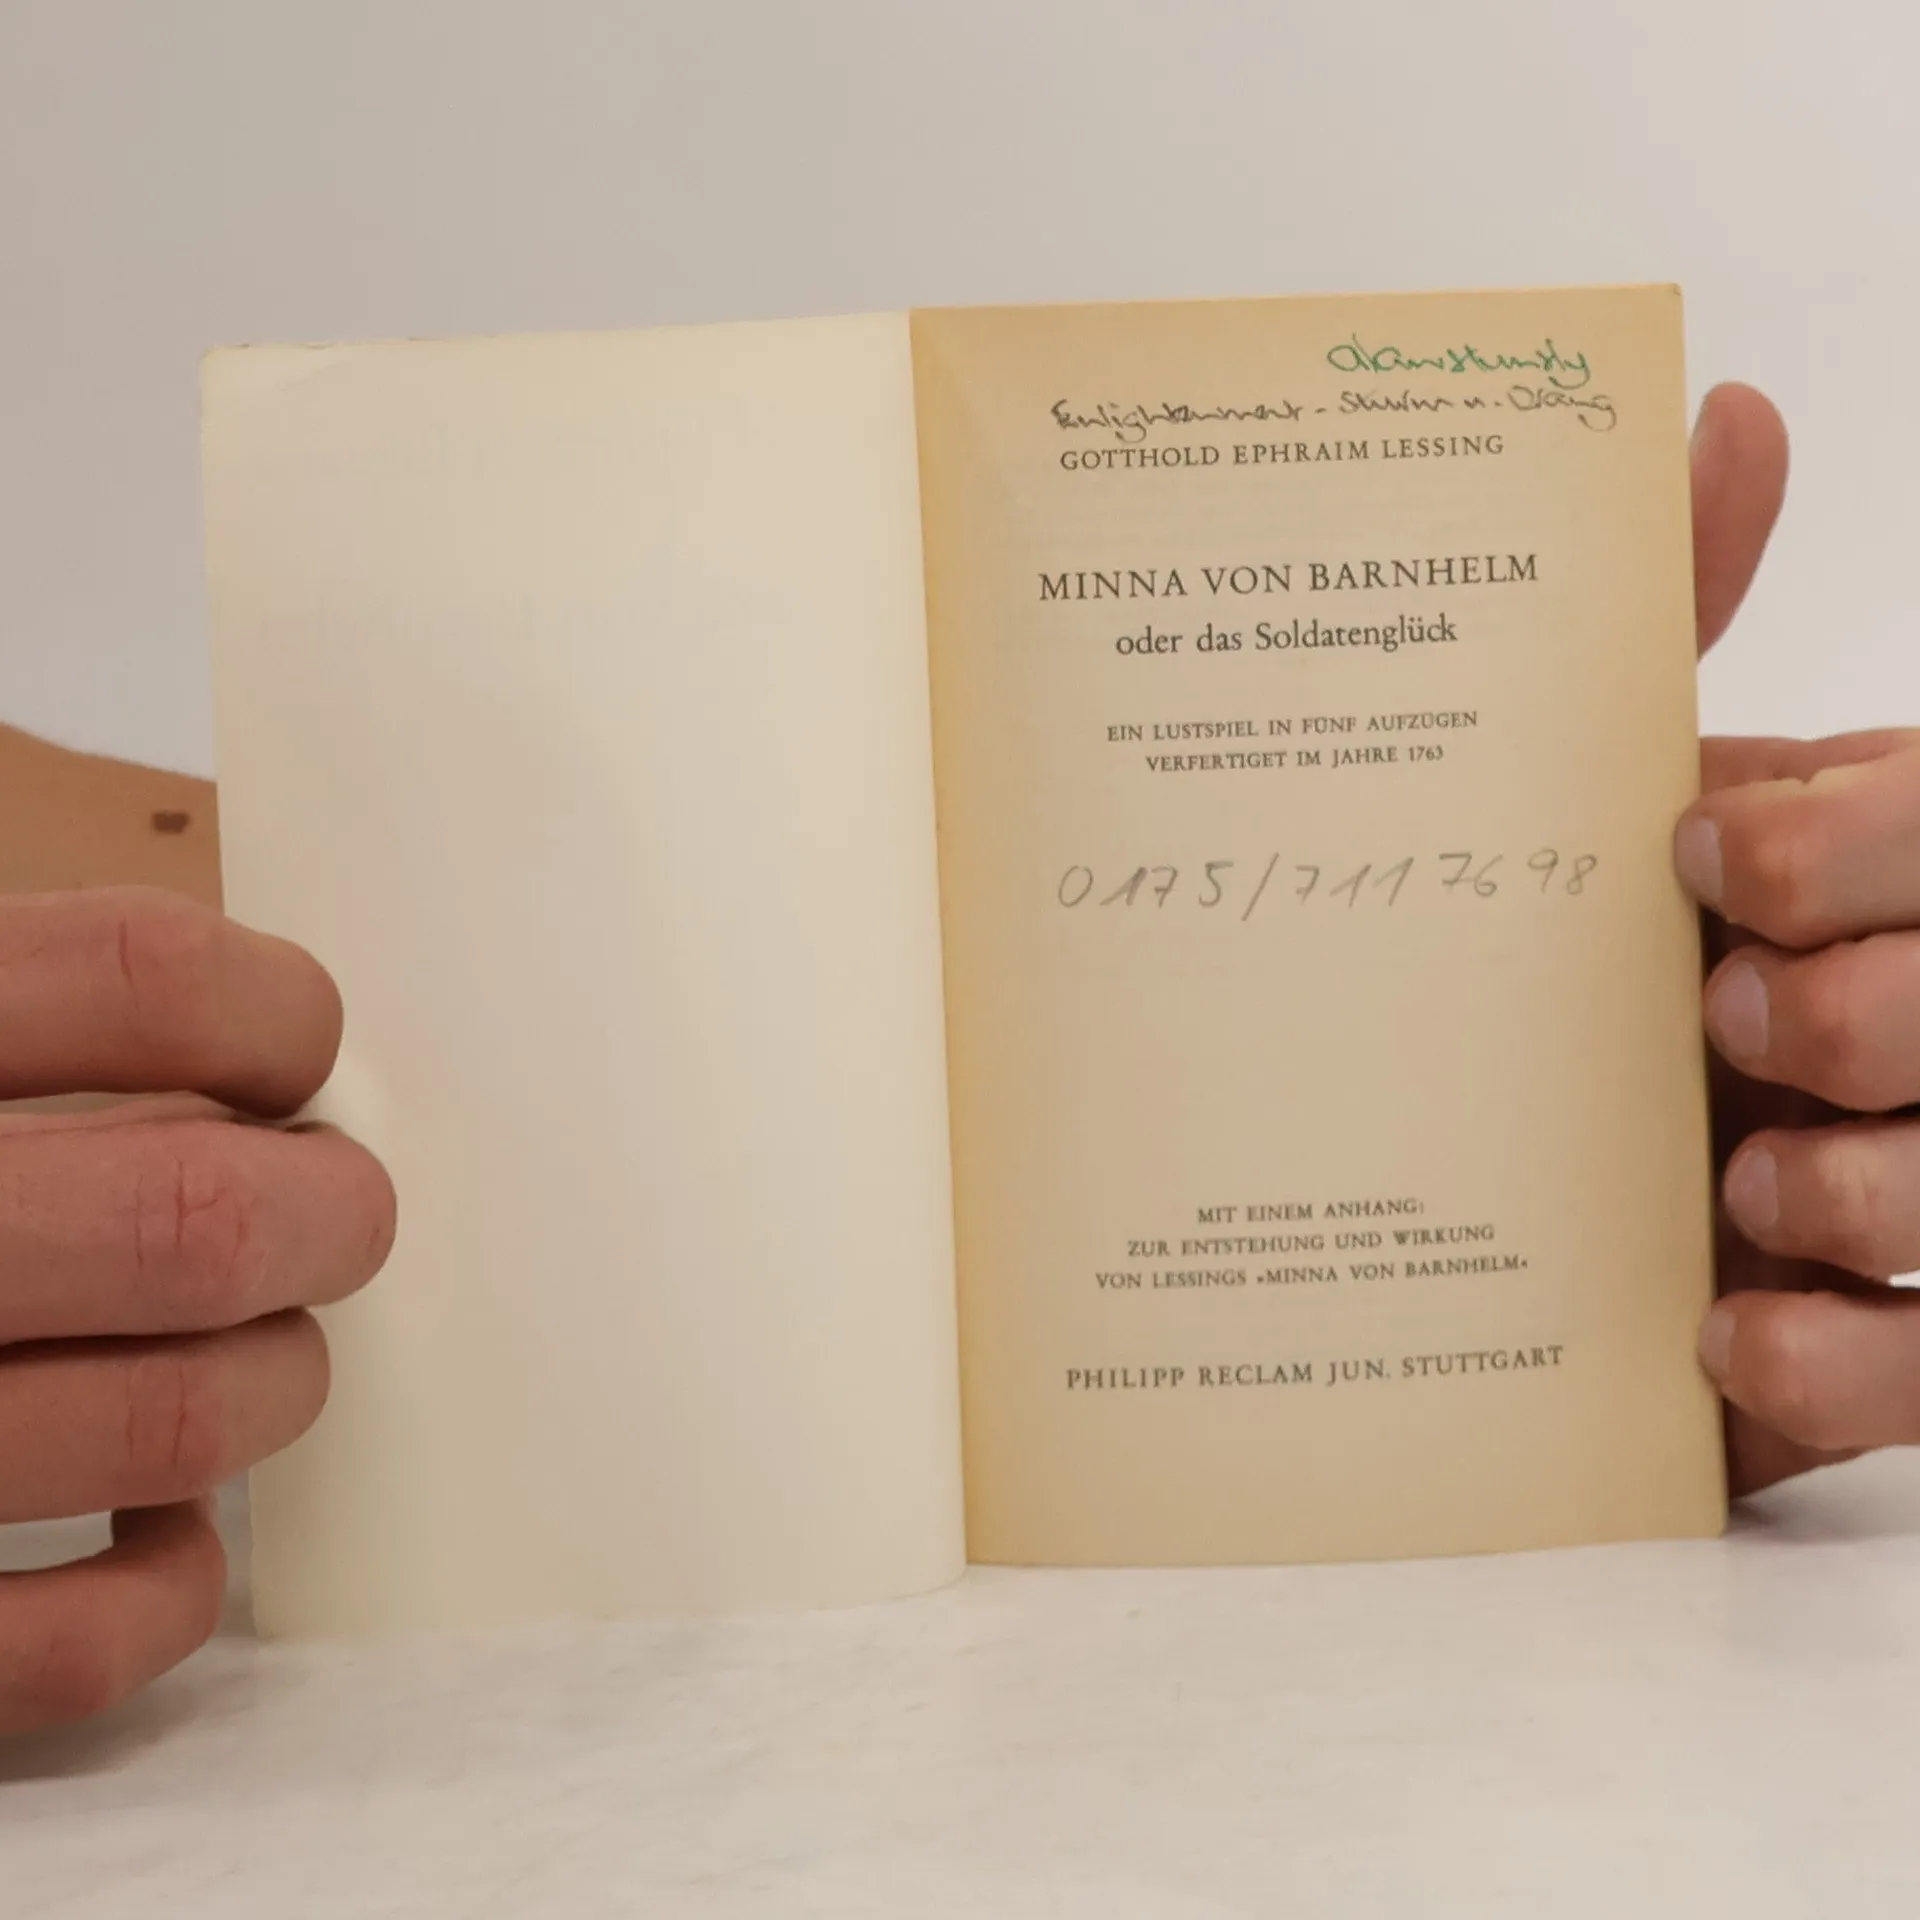 Enlightenment - Sturm u. Drang
GOTTHOLD EPHRAIM LESSING
MINNA VON BARNHELM
oder das Soldatenglück
EIN LUSTSPIEL IN FÜNF AUFZÜGEN
VERFERTIGET IM JAHRE 1763
0175/7117698
MIT EINEM ANHANG:
ZUR ENTSTEHUNG UND WIRKUNG
VON LESSINGS »MINNA VON BARNHELM«
PHILIPP RECLAM JUN. STUTTGART